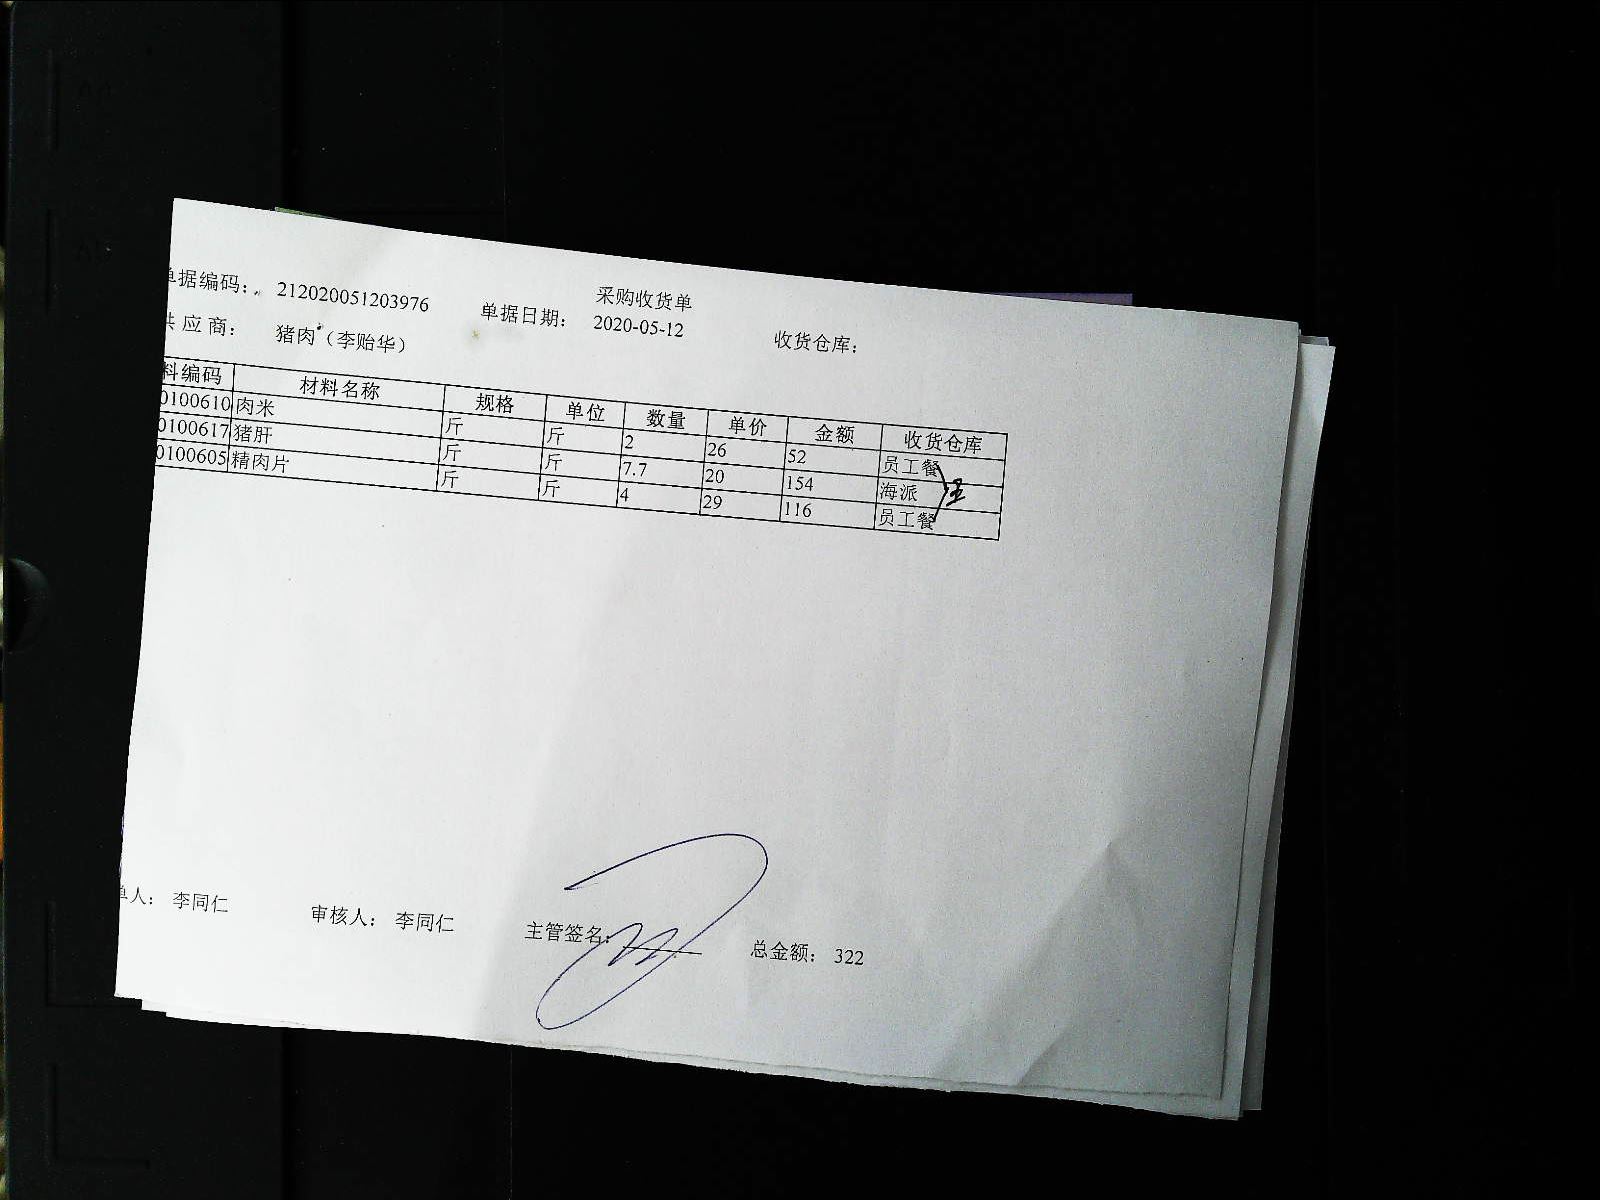 采购收货单
单据编码： 212020051203976 单据日期： 2020-05-12 收货仓库：
供应商： 猪肉（李贻华）
料编码 材料名称 规格 单位 数量 单价 金额 收货仓库
0100610 肉米 斤 斤 2 26 52 员工餐
0100617 猪肝 斤 斤 7.7 20 154 海派
0100605 精肉片 斤 斤 4 29 116 员工餐
单人： 李同仁 审核人： 李同仁 主管签名： 总金额： 322